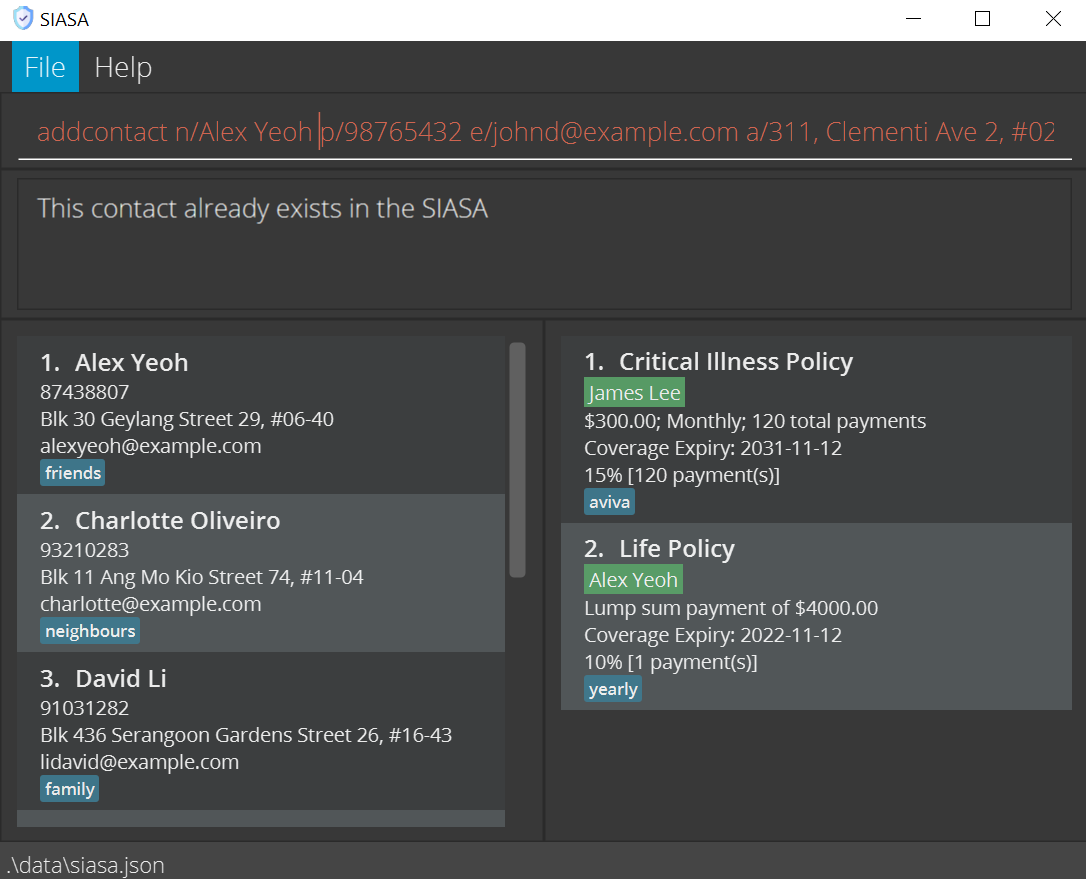 SIASA
File Help
addcontact n/Alex Yeoh p/98765432 e/johnd@example.com a/311, Clementi Ave 2, #02
This contact already exists in the SIASA
1. Alex Yeoh
87438807
Blk 30 Geylang Street 29, #06-40
alexyeoh@example.com
friends
2. Charlotte Oliveiro
93210283
Blk 11 Ang Mo Kio Street 74, #11-04
charlotte@example.com
neighbours
3. David Li
91031282
Blk 436 Serangoon Gardens Street 26, #16-43
lidavid@example.com
family
1. Critical Illness Policy
James Lee
$300.00; Monthly; 120 total payments
Coverage Expiry: 2031-11-12
15% [120 payment(s)]
aviva
2. Life Policy
Alex Yeoh
Lump sum payment of $4000.00
Coverage Expiry: 2022-11-12
10% [1 payment(s)]
yearly
.\data\siasa.json